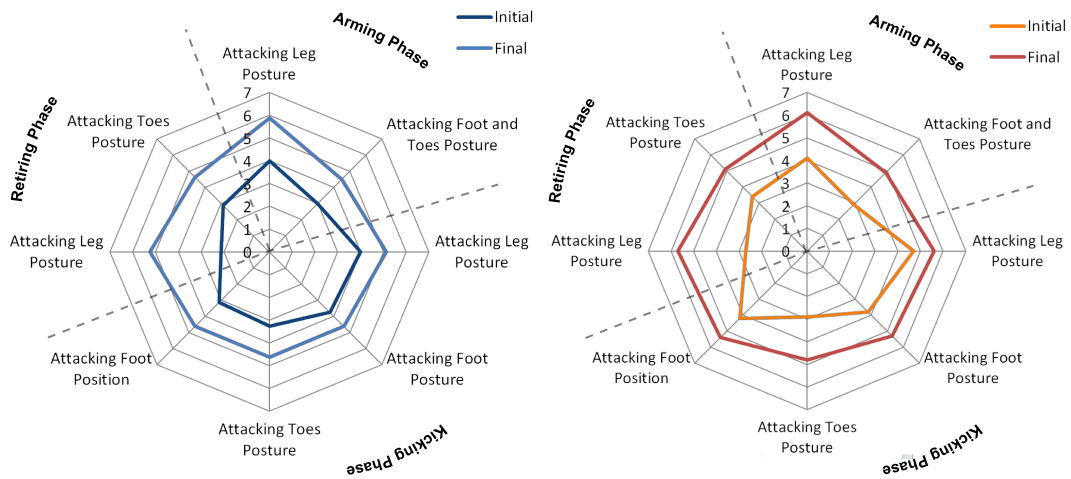 Arming Phase
Initial
Final
Attacking Leg
Posture
Attacking Foot and
Toes Posture
Attacking Leg
Posture
Attacking Foot
Posture
Attacking Toes
Posture
Attacking Foot
Position
Attacking Leg
Posture
Attacking Toes
Posture
Retiring Phase
Kicking Phase
7
6
5
4
3
2
1
0
Arming Phase
Initial
Final
Attacking Leg
Posture
Attacking Foot and
Toes Posture
Attacking Leg
Posture
Attacking Foot
Posture
Attacking Toes
Posture
Attacking Foot
Position
Attacking Leg
Posture
Attacking Toes
Posture
Retiring Phase
Kicking Phase
7
6
5
4
3
2
1
0